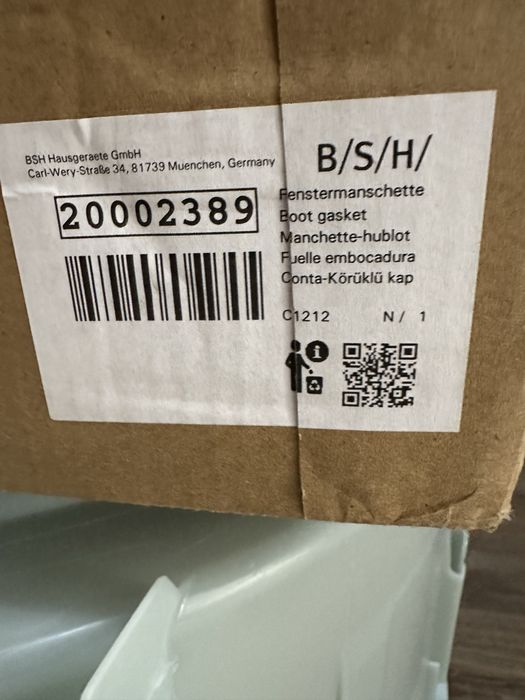 BSH Hausgeraete GmbH
Carl-Wery-Straße 34, 81739 Muenchen, Germany
B/S/H/
20002389
Fenstermanschette
Boot gasket
Manchette-hublot
Fuelle embocadura
Conta-Körüklü kap
C1212 N / 1